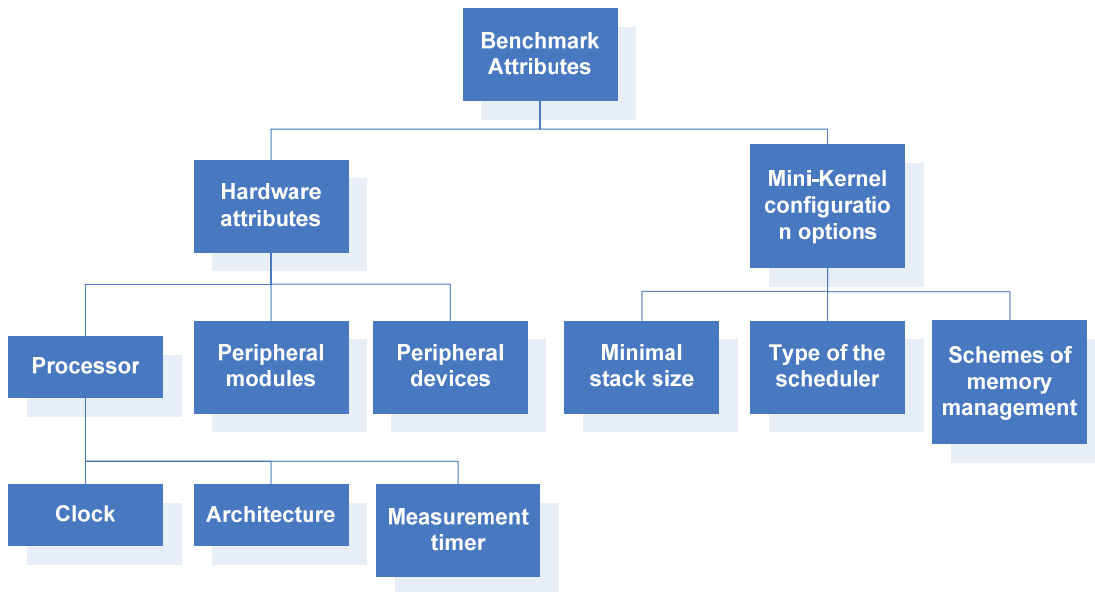 Benchmark
Attributes
Hardware
attributes
Mini-Kernel
configuratio
n options
Processor
Peripheral
modules
Peripheral
devices
Minimal
stack size
Type of the
scheduler
Schemes of
memory
management
Clock
Architecture
Measurement
timer